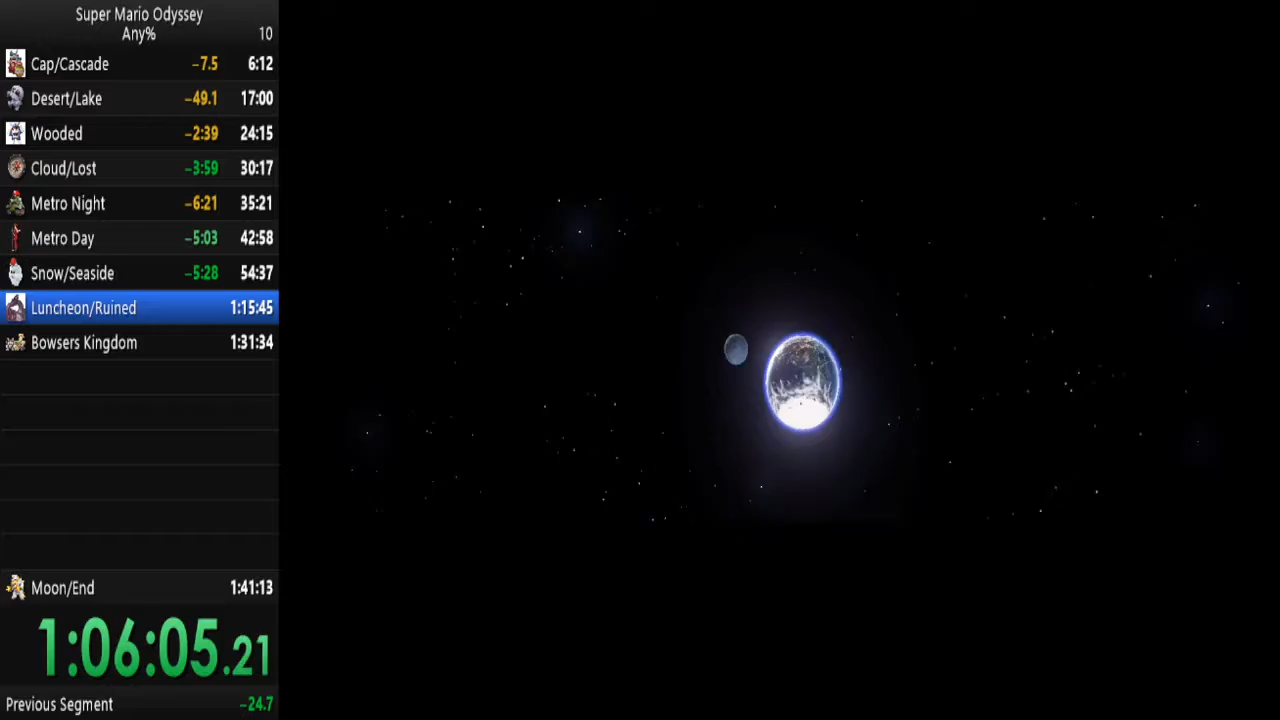 Super Mario Odyssey
Any% 10
Cap/Cascade −7.5 6:12
Desert/Lake −49.1 17:00
Wooded −2:39 24:15
Cloud/Lost −3:59 30:17
Metro Night −6:21 35:21
Metro Day −5:03 42:58
Snow/Seaside −5:28 54:37
Luncheon/Ruined 1:15:45
Bowsers Kingdom 1:31:34
Moon/End 1:41:13
1:06:05.21
Previous Segment −24.7